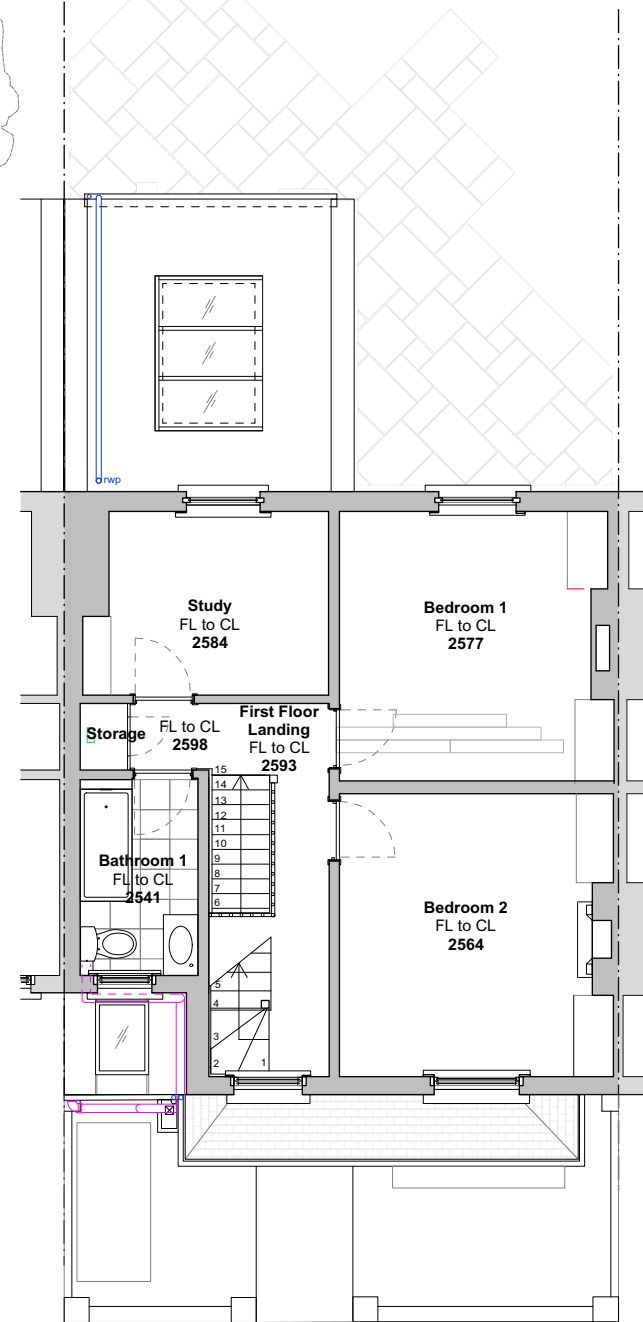 rwp
Study
FL to CL
2584
Bedroom 1
FL to CL
2577
Storage
FL to CL
2598
First Floor
Landing
FL to CL
2593
15
14
13
12
11
10
9
8
7
6
Bathroom 1
FL to CL
2541
Bedroom 2
FL to CL
2564
5
4
3
2
1